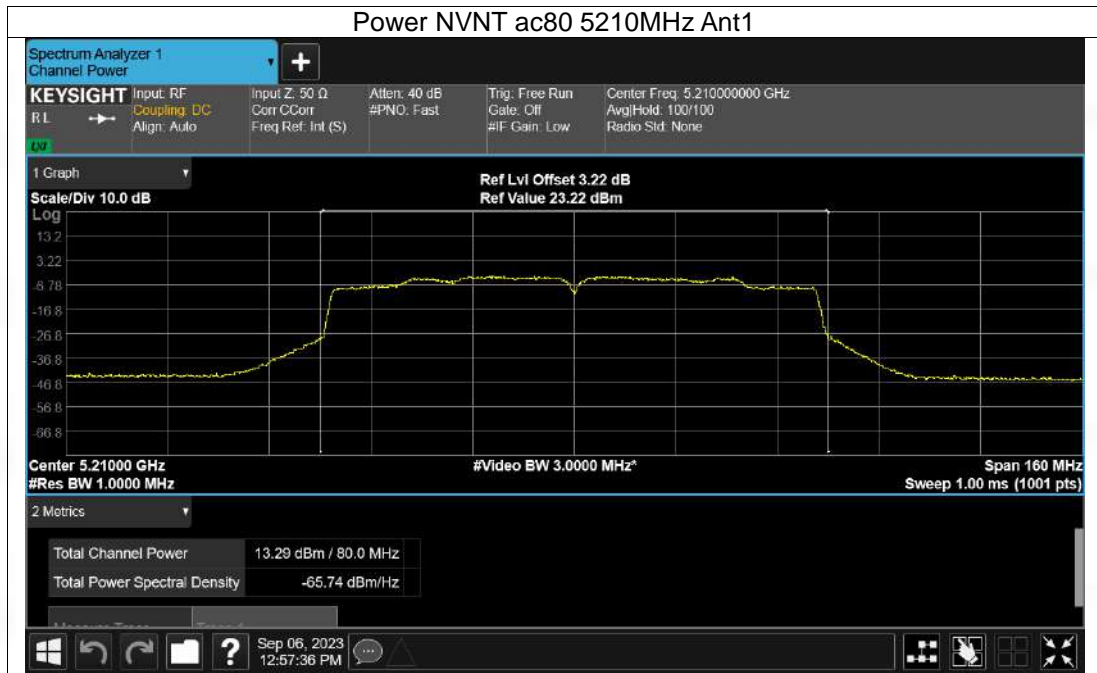 Power NVNT ac80 5210MHz Ant1
Spectrum Analyzer 1
Channel Power
+
KEYSIGHT
R L
LXI
Input: RF
Coupling: DC
Align: Auto
Input Z: 50 Ω
Corr CCorr
Freq Ref: Int (S)
Atten: 40 dB
#PNO: Fast
Trig: Free Run
Gate: Off
#IF Gain: Low
Center Freq: 5.210000000 GHz
Avg|Hold: 100/100
Radio Std: None
1 Graph
Scale/Div 10.0 dB
Ref Lvl Offset 3.22 dB
Ref Value 23.22 dBm
Log
13.2
3.22
-6.78
-16.8
-26.8
-36.8
-46.8
-56.8
-66.8
Center 5.21000 GHz
#Res BW 1.0000 MHz
#Video BW 3.0000 MHz*
Span 160 MHz
Sweep 1.00 ms (1001 pts)
2 Metrics
Total Channel Power 13.29 dBm / 80.0 MHz
Total Power Spectral Density -65.74 dBm/Hz
?
Sep 06, 2023
12:57:36 PM